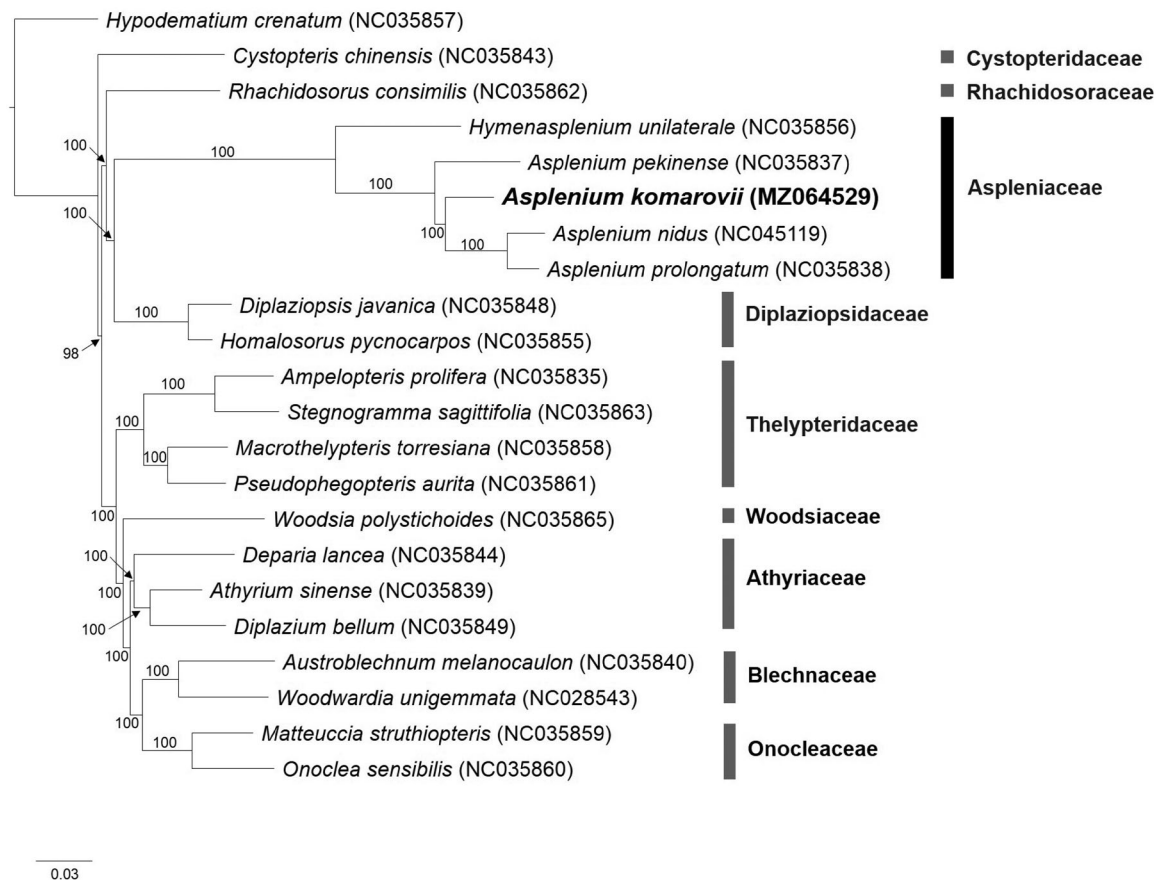 Hypodematium crenatum (NC035857)
Cystopteris chinensis (NC035843)
Cystopteridaceae
Rhachidosorus consimilis (NC035862)
Rhachidosoraceae
Hymenasplenium unilaterale (NC035856)
100
100
Asplenium pekinense (NC035837)
100
Aspleniaceae
Asplenium komarovii (MZ064529)
100
100
Asplenium nidus (NC045119)
100
Asplenium prolongatum (NC035838)
Diplaziopsis javanica (NC035848)
100
Diplaziopsidaceae
Homalosorus pycnocarpos (NC035855)
98
Ampelopteris prolifera (NC035835)
100
Stegnogramma sagittifolia (NC035863)
100
Thelypteridaceae
Macrothelypteris torresiana (NC035858)
100
Pseudophegopteris aurita (NC035861)
100
Woodsia polystichoides (NC035865)
Woodsiaceae
100
Deparia lancea (NC035844)
Athyriaceae
100
Athyrium sinense (NC035839)
100
Diplazium bellum (NC035849)
100
Austroblechnum melanocaulon (NC035840)
100
Blechnaceae
Woodwardia unigemmata (NC028543)
100
Matteuccia struthiopteris (NC035859)
100
Onocleaceae
Onoclea sensibilis (NC035860)
0.03